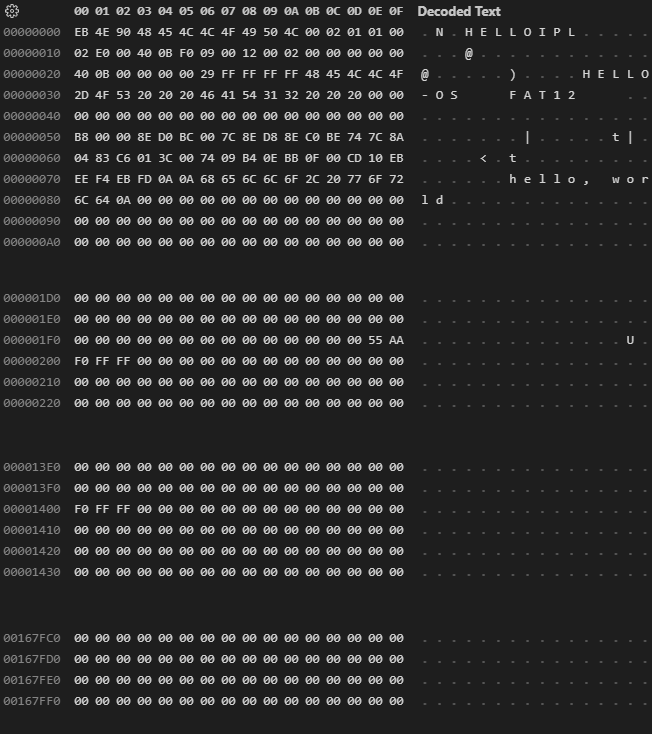 00 01 02 03 04 05 06 07 08 09 0A 0B 0C 0D 0E 0F Decoded Text
00000000 EB 4E 90 48 45 4C 4C 4F 49 50 4C 00 02 01 01 00 . N . H E L L O I P L . . . . .
00000010 02 E0 00 40 0B F0 09 00 12 00 02 00 00 00 00 00 . . . @ . . . . . . . . . . . .
00000020 40 0B 00 00 00 00 29 FF FF FF FF 48 45 4C 4C 4F @ . . . . . ) . . . . H E L L O
00000030 2D 4F 53 20 20 20 46 41 54 31 32 20 20 20 00 00 - O S F A T 1 2 . .
00000040 00 00 00 00 00 00 00 00 00 00 00 00 00 00 00 00 . . . . . . . . . . . . . . . .
00000050 B8 00 00 8E D0 BC 00 7C 8E D8 8E C0 BE 74 7C 8A . . . . . . . | . . . . . t | .
00000060 04 83 C6 01 3C 00 74 09 B4 0E BB 0F 00 CD 10 EB . . . . < . t . . . . . . . . .
00000070 EE F4 EB FD 0A 0A 68 65 6C 6C 6F 2C 20 77 6F 72 . . . . . . h e l l o , w o r
00000080 6C 64 0A 00 00 00 00 00 00 00 00 00 00 00 00 00 l d . . . . . . . . . . . . . .
00000090 00 00 00 00 00 00 00 00 00 00 00 00 00 00 00 00 . . . . . . . . . . . . . . . .
000000A0 00 00 00 00 00 00 00 00 00 00 00 00 00 00 00 00 . . . . . . . . . . . . . . . .
000001D0 00 00 00 00 00 00 00 00 00 00 00 00 00 00 00 00 . . . . . . . . . . . . . . . .
000001E0 00 00 00 00 00 00 00 00 00 00 00 00 00 00 00 00 . . . . . . . . . . . . . . . .
000001F0 00 00 00 00 00 00 00 00 00 00 00 00 00 00 55 AA . . . . . . . . . . . . . . U .
00000200 F0 FF FF 00 00 00 00 00 00 00 00 00 00 00 00 00 . . . . . . . . . . . . . . . .
00000210 00 00 00 00 00 00 00 00 00 00 00 00 00 00 00 00 . . . . . . . . . . . . . . . .
00000220 00 00 00 00 00 00 00 00 00 00 00 00 00 00 00 00 . . . . . . . . . . . . . . . .
000013E0 00 00 00 00 00 00 00 00 00 00 00 00 00 00 00 00 . . . . . . . . . . . . . . . .
000013F0 00 00 00 00 00 00 00 00 00 00 00 00 00 00 00 00 . . . . . . . . . . . . . . . .
00001400 F0 FF FF 00 00 00 00 00 00 00 00 00 00 00 00 00 . . . . . . . . . . . . . . . .
00001410 00 00 00 00 00 00 00 00 00 00 00 00 00 00 00 00 . . . . . . . . . . . . . . . .
00001420 00 00 00 00 00 00 00 00 00 00 00 00 00 00 00 00 . . . . . . . . . . . . . . . .
00001430 00 00 00 00 00 00 00 00 00 00 00 00 00 00 00 00 . . . . . . . . . . . . . . . .
00167FC0 00 00 00 00 00 00 00 00 00 00 00 00 00 00 00 00 . . . . . . . . . . . . . . . .
00167FD0 00 00 00 00 00 00 00 00 00 00 00 00 00 00 00 00 . . . . . . . . . . . . . . . .
00167FE0 00 00 00 00 00 00 00 00 00 00 00 00 00 00 00 00 . . . . . . . . . . . . . . . .
00167FF0 00 00 00 00 00 00 00 00 00 00 00 00 00 00 00 00 . . . . . . . . . . . . . . . .